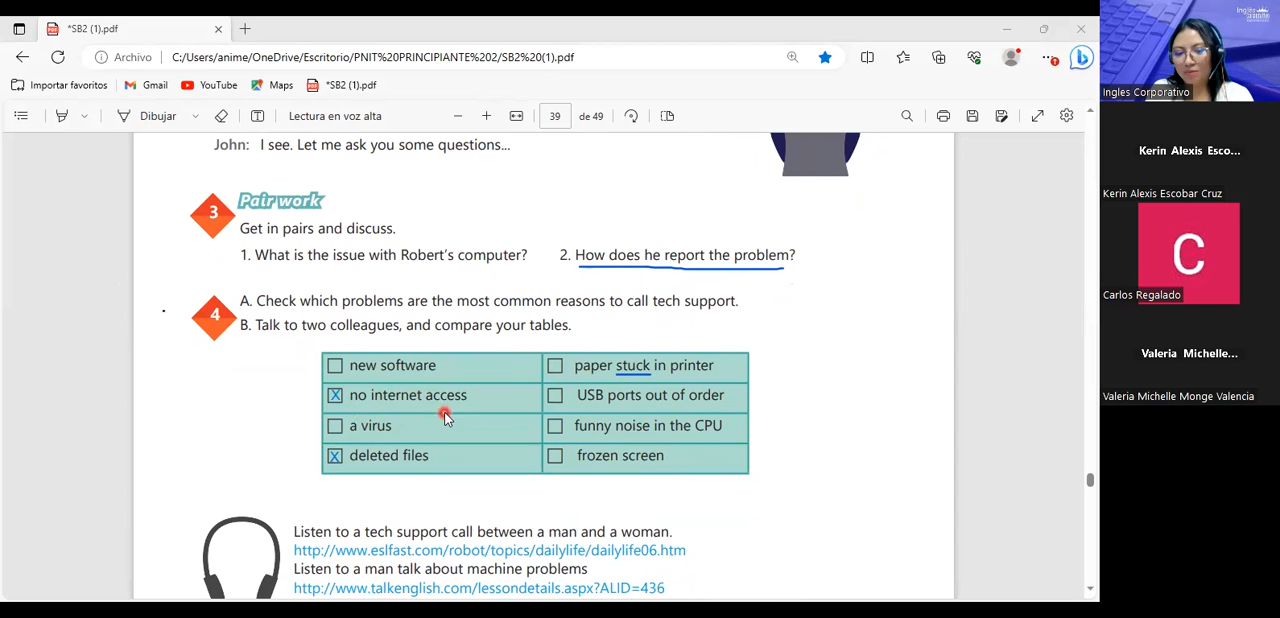 *SB2 (1).pdf
Archivo C:/Users/anime/OneDrive/Escritorio/PNIT%20PRINCIPIANTE%202/SB2%20(1).pdf
Importar favoritos Gmail YouTube Maps *SB2 (1).pdf
Dibujar Lectura en voz alta 39 de 49
John: I see. Let me ask you some questions...
3 Pair work
Get in pairs and discuss.
1. What is the issue with Robert's computer? 2. How does he report the problem?
4 A. Check which problems are the most common reasons to call tech support.
B. Talk to two colleagues, and compare your tables.
new software paper stuck in printer
X no internet access USB ports out of order
a virus funny noise in the CPU
X deleted files frozen screen
Listen to a tech support call between a man and a woman.
http://www.eslfast.com/robot/topics/dailylife/dailylife06.htm
Listen to a man talk about machine problems
http://www.talkenglish.com/lessondetails.aspx?ALID=436
Ingles Corporativo
Kerin Alexis Esco...
Kerin Alexis Escobar Cruz
C
Carlos Regalado
Valeria Michelle...
Valeria Michelle Monge Valencia